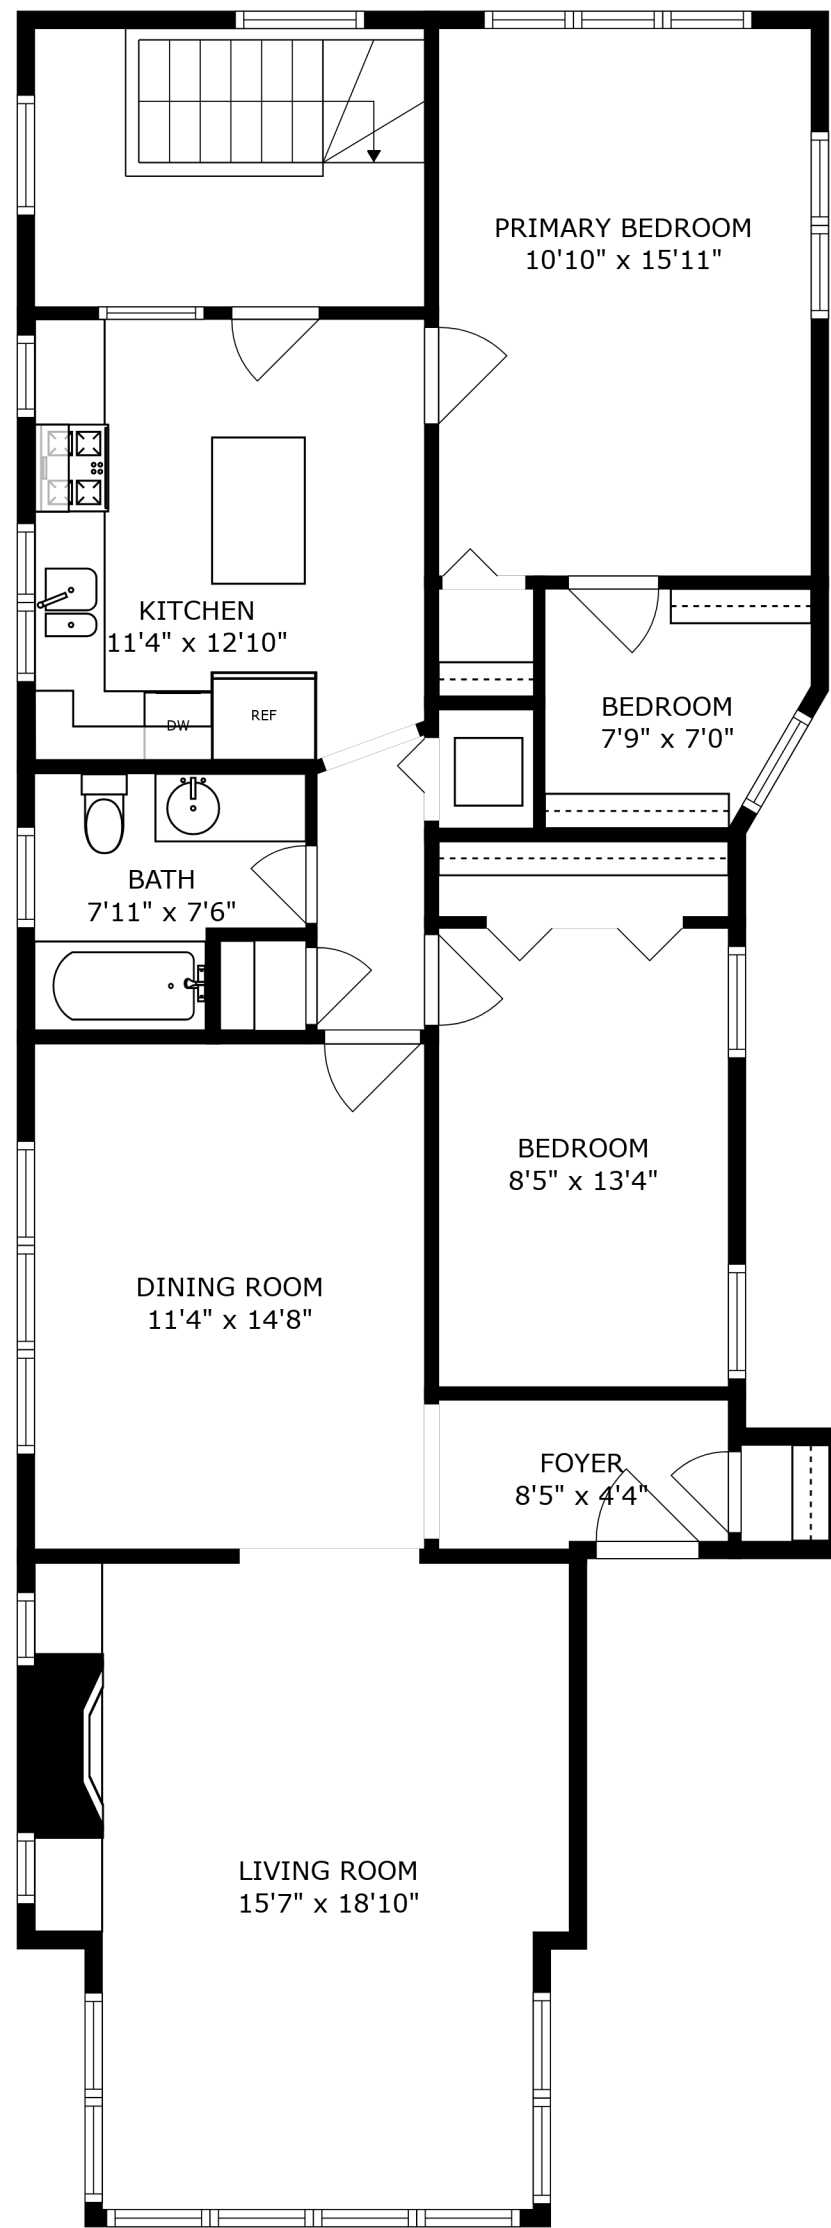 PRIMARY BEDROOM
10'10" x 15'11"
KITCHEN
11'4" x 12'10"
DW
REF
BEDROOM
7'9" x 7'0"
BATH
7'11" x 7'6"
BEDROOM
8'5" x 13'4"
DINING ROOM
11'4" x 14'8"
FOYER
8'5" x 4'4"
LIVING ROOM
15'7" x 18'10"